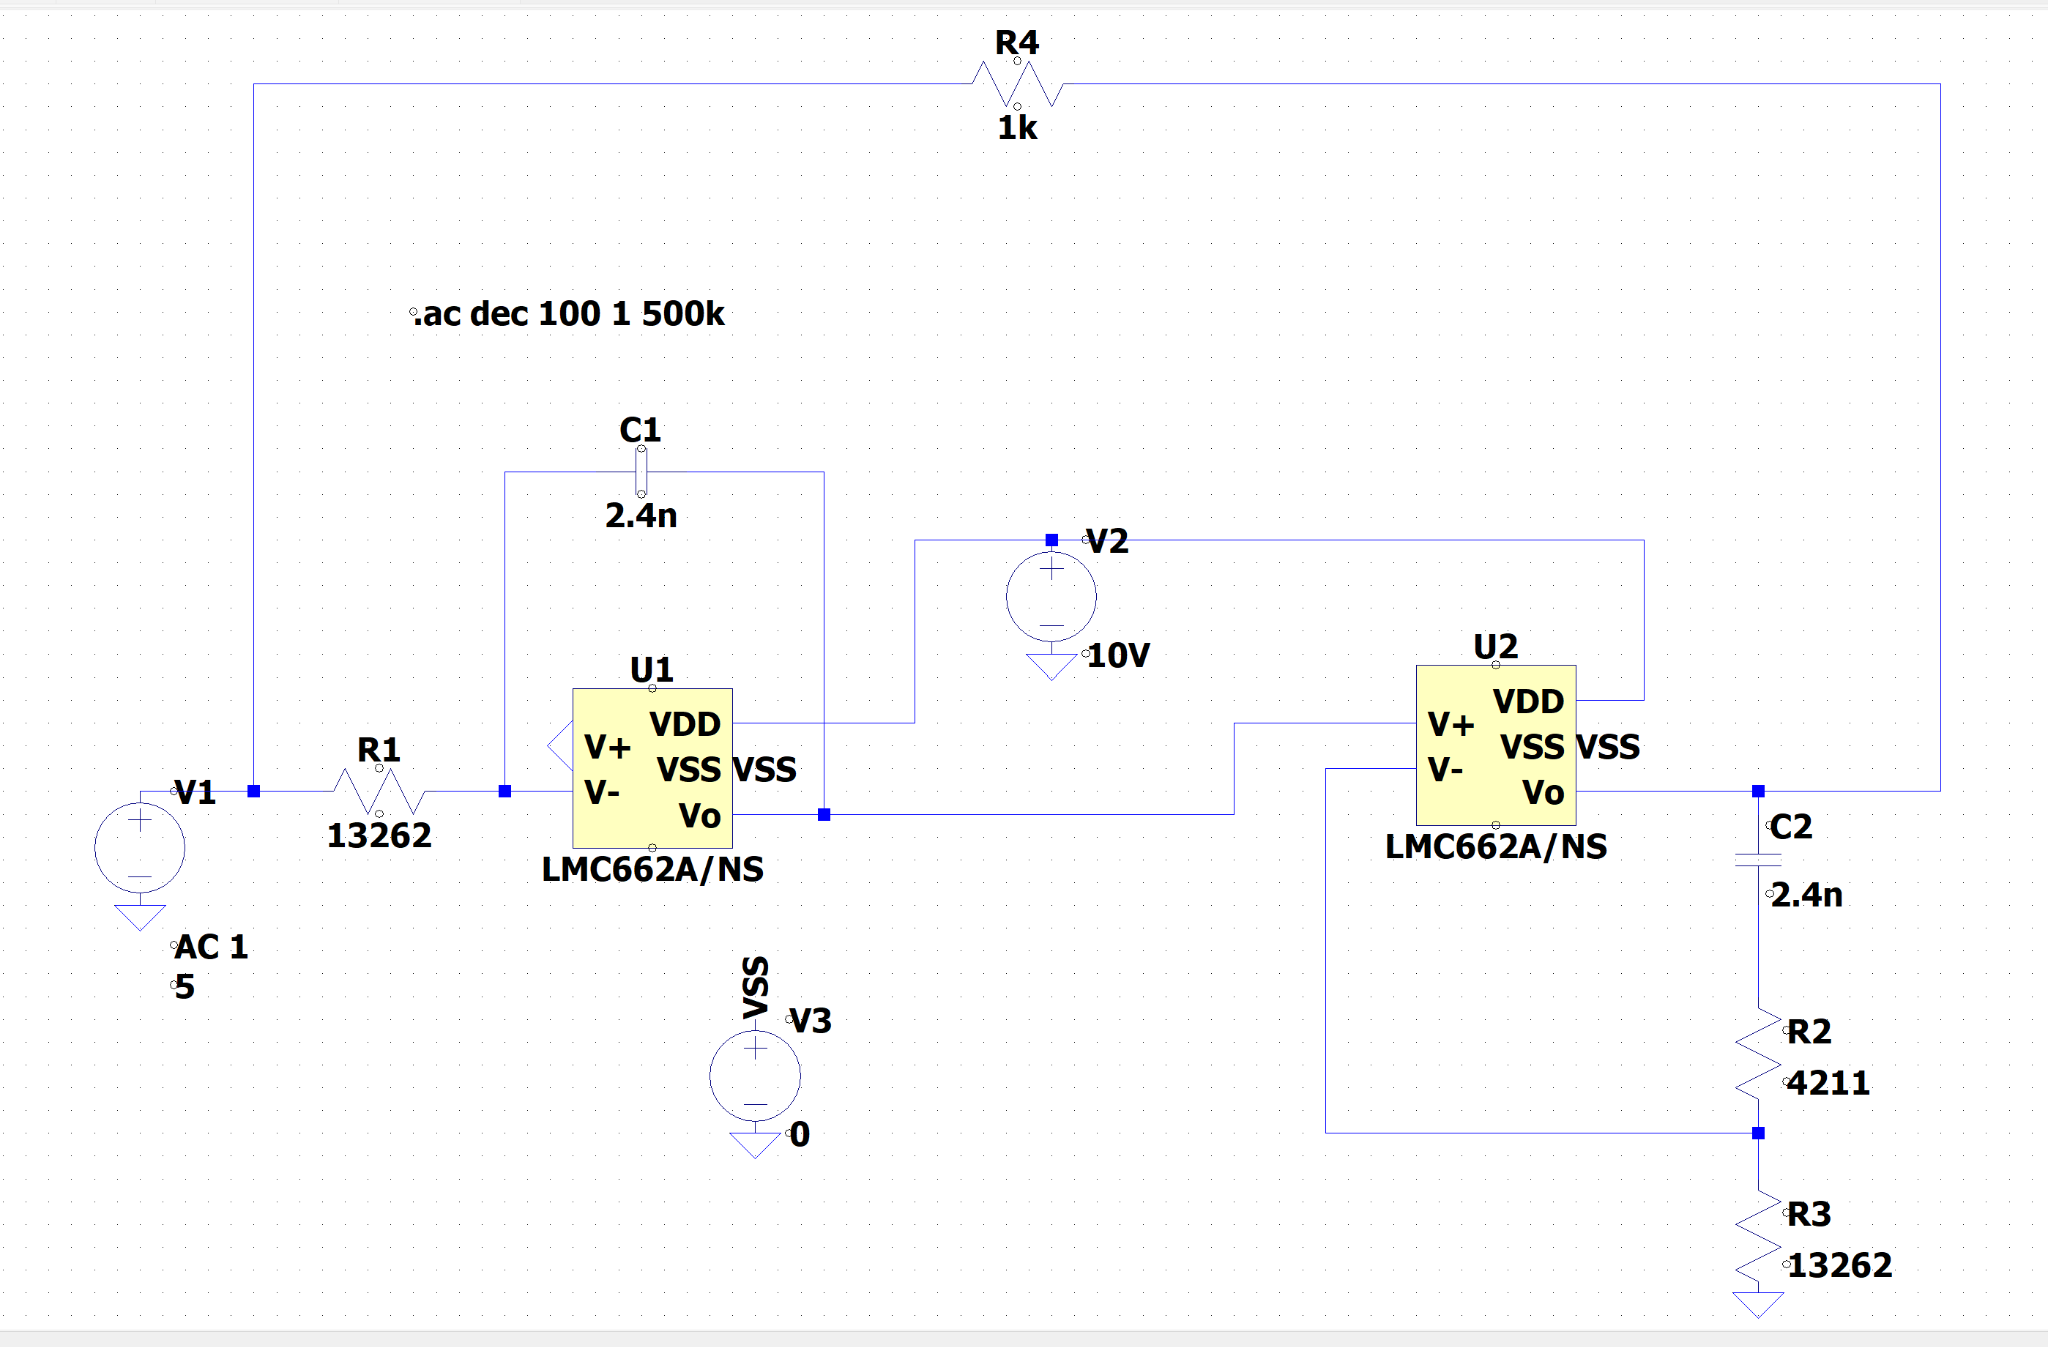 R4
1k
.ac dec 100 1 500k
C1
2.4n
V2
10V
U1
VDD
V+
VSS
VSS
V-
Vo
LMC662A/NS
U2
VDD
V+
VSS
VSS
V-
Vo
LMC662A/NS
R1
13262
V1
AC 1
5
C2
2.4n
VSS
V3
0
R2
4211
R3
13262